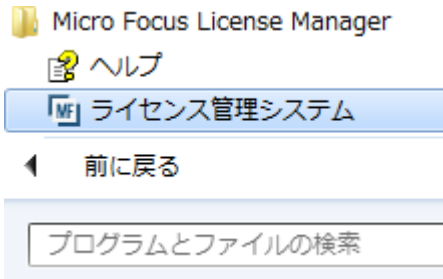 Micro Focus License Manager
ヘルプ
MF ライセンス管理システム
前に戻る
プログラムとファイルの検索